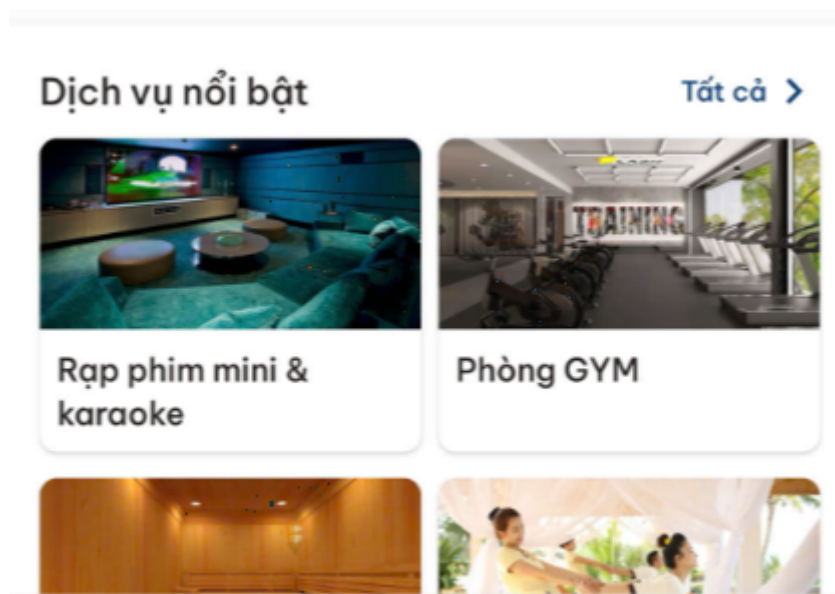 Dịch vụ nổi bật
Tất cả
TRAINING
Rạp phim mini &
karaoke
Phòng GYM